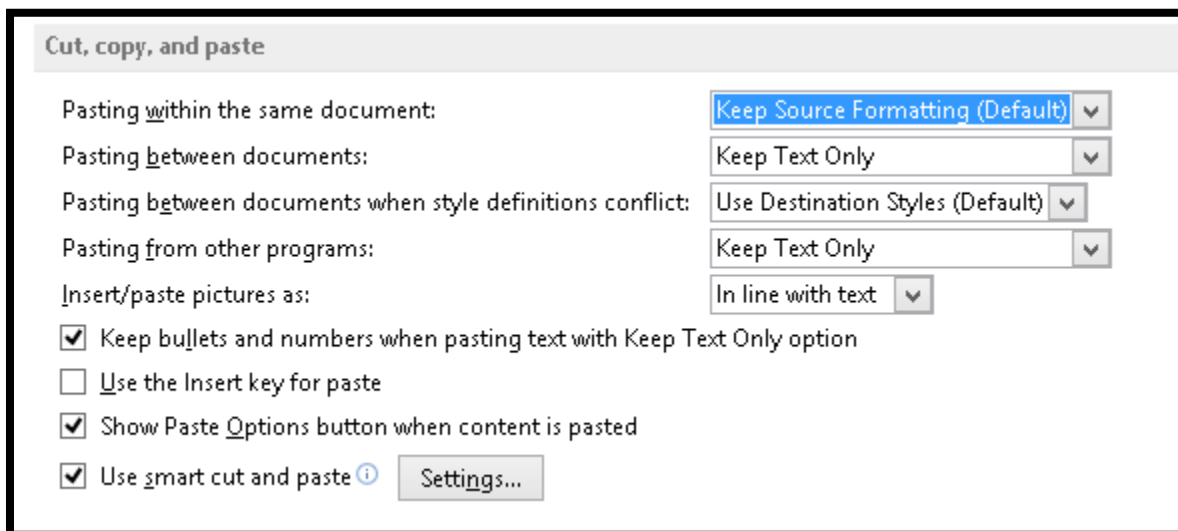 Cut, copy, and paste
Pasting within the same document: Keep Source Formatting (Default)
Pasting between documents: Keep Text Only
Pasting between documents when style definitions conflict: Use Destination Styles (Default)
Pasting from other programs: Keep Text Only
Insert/paste pictures as: In line with text
Keep bullets and numbers when pasting text with Keep Text Only option
Use the Insert key for paste
Show Paste Options button when content is pasted
Use smart cut and paste Settings...